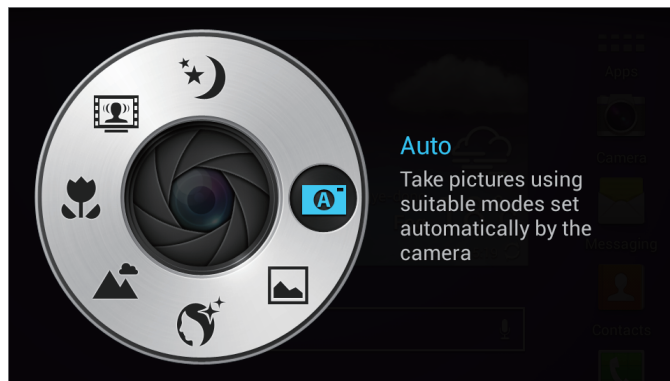 Auto
Take pictures using
suitable modes set
automatically by the
camera
Apps
Camera
Messaging
Contacts